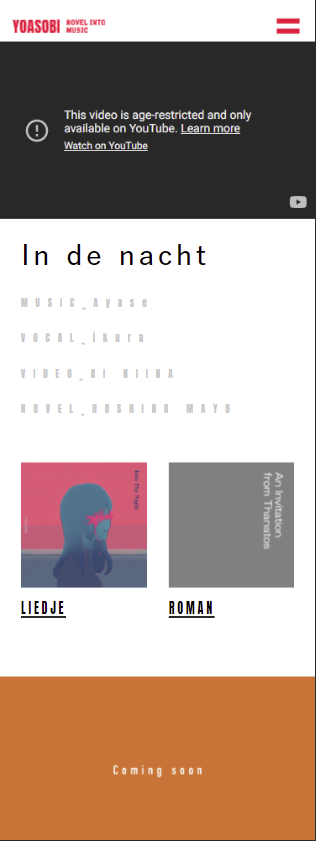 YOASOBI NOVEL INTO
MUSIC
This video is age-restricted and only
available on YouTube. Learn more
Watch on YouTube
In de nacht
MUSIC_Ayase
VOCAL_ikura
VIDEO_AI NIINA
NOVEL_HOSHINO MAYO
Into The Night
An Invitation
from Thanatos
LIEDJE
ROMAN
Coming soon